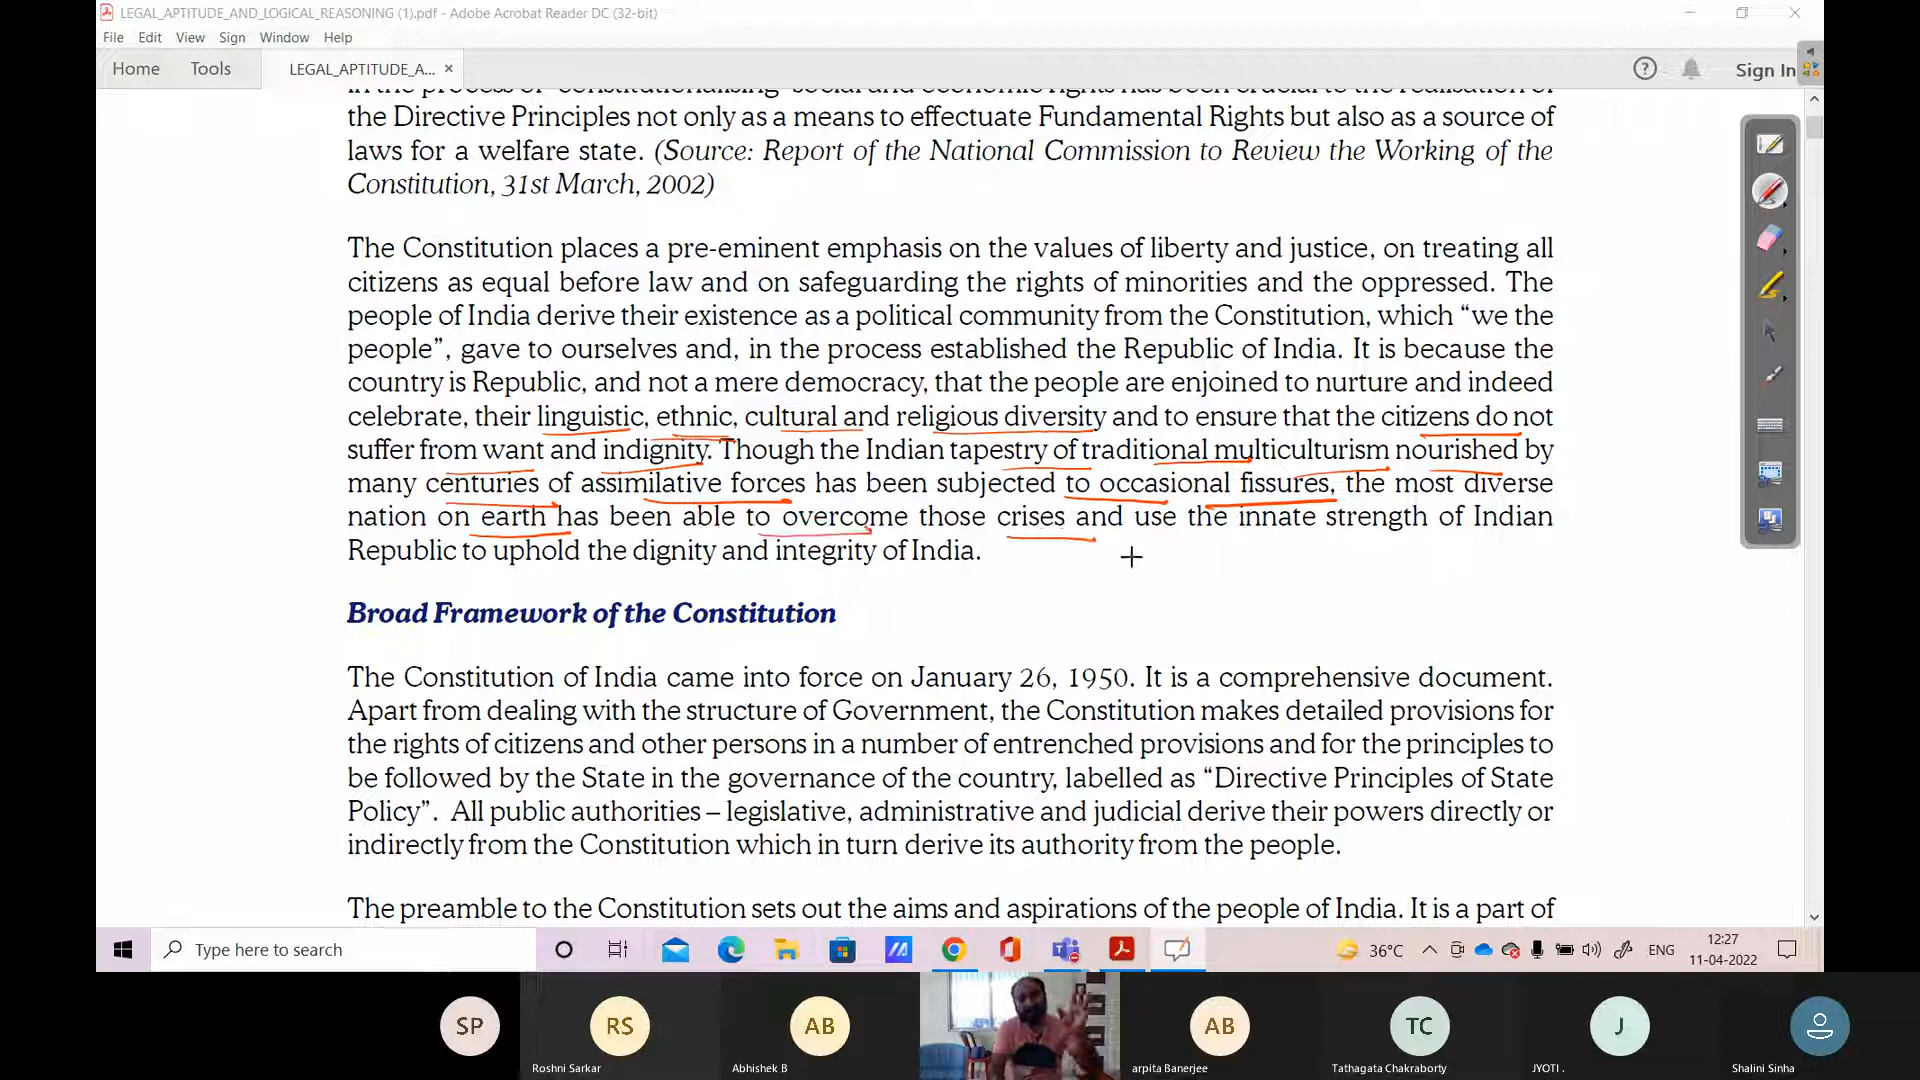 LEGAL_APTITUDE_AND_LOGICAL_REASONING (1).pdf - Adobe Acrobat Reader DC (32-bit)
File Edit View Sign Window Help
Home Tools LEGAL_APTITUDE_A... × Sign In
in the process of constitutionalising social and economic rights has been crucial to the realisation of
the Directive Principles not only as a means to effectuate Fundamental Rights but also as a source of
laws for a welfare state. (Source: Report of the National Commission to Review the Working of the
Constitution, 31st March, 2002)
The Constitution places a pre-eminent emphasis on the values of liberty and justice, on treating all
citizens as equal before law and on safeguarding the rights of minorities and the oppressed. The
people of India derive their existence as a political community from the Constitution, which “we the
people”, gave to ourselves and, in the process established the Republic of India. It is because the
country is Republic, and not a mere democracy, that the people are enjoined to nurture and indeed
celebrate, their linguistic, ethnic, cultural and religious diversity and to ensure that the citizens do not
suffer from want and indignity. Though the Indian tapestry of traditional multiculturism nourished by
many centuries of assimilative forces has been subjected to occasional fissures, the most diverse
nation on earth has been able to overcome those crises and use the innate strength of Indian
Republic to uphold the dignity and integrity of India.
Broad Framework of the Constitution
The Constitution of India came into force on January 26, 1950. It is a comprehensive document.
Apart from dealing with the structure of Government, the Constitution makes detailed provisions for
the rights of citizens and other persons in a number of entrenched provisions and for the principles to
be followed by the State in the governance of the country, labelled as “Directive Principles of State
Policy”. All public authorities – legislative, administrative and judicial derive their powers directly or
indirectly from the Constitution which in turn derive its authority from the people.
The preamble to the Constitution sets out the aims and aspirations of the people of India. It is a part of
Type here to search 36°C ENG 12:27
11-04-2022
SP RS AB AB TC J
Roshni Sarkar Abhishek B arpita Banerjee Tathagata Chakraborty JYOTI . Shalini Sinha